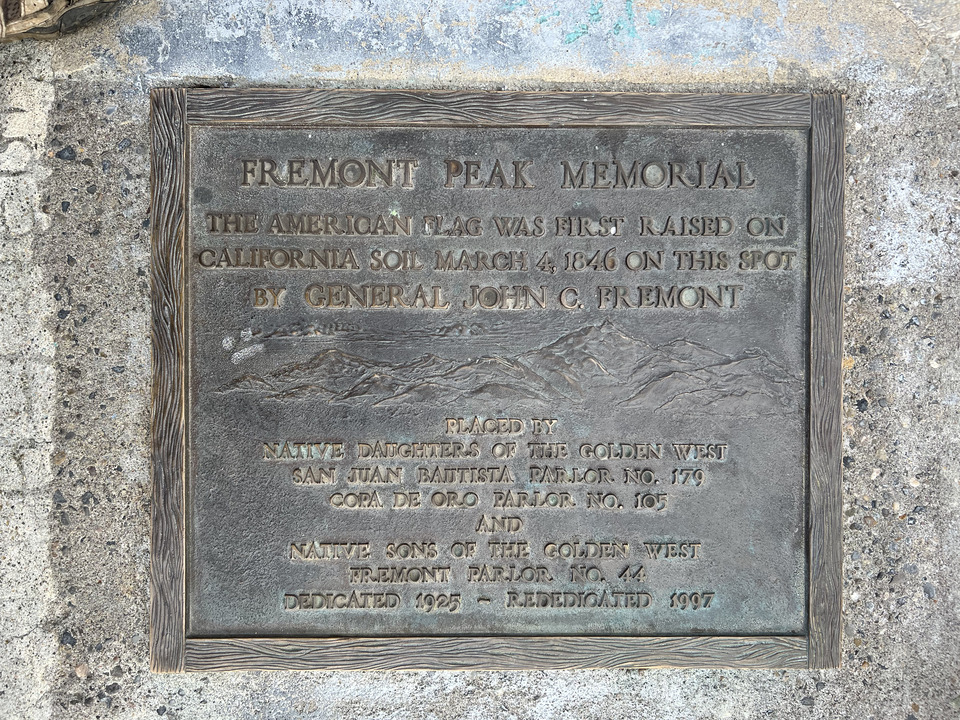 FREMONT PEAK MEMORIAL
THE AMERICAN FLAG WAS FIRST RAISED ON
CALIFORNIA SOIL MARCH 4, 1846 ON THIS SPOT
BY GENERAL JOHN C. FREMONT
PLACED BY
NATIVE DAUGHTERS OF THE GOLDEN WEST
SAN JUAN BAUTISTA PARLOR NO. 179
COPA DE ORO PARLOR NO. 105
AND
NATIVE SONS OF THE GOLDEN WEST
FREMONT PARLOR NO. 44
DEDICATED 1925 - REDEDICATED 1997